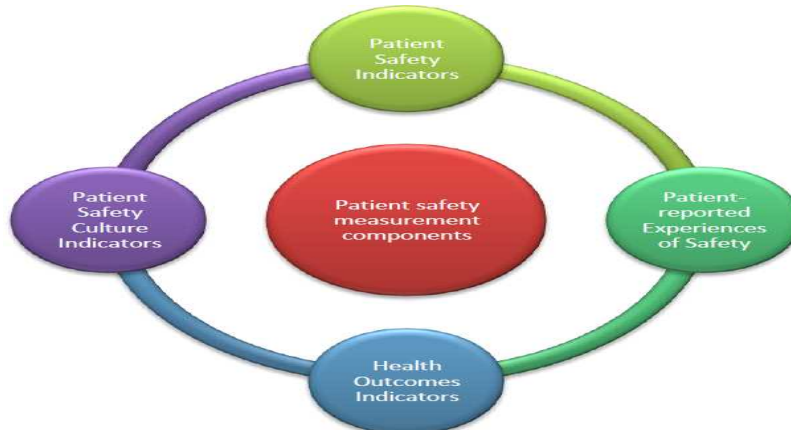 Patient
Safety
Indicators
Patient
Safety
Culture
Indicators
Patient safety
measurement
components
Patient-
reported
Experiences
of Safety
Health
Outcomes
Indicators